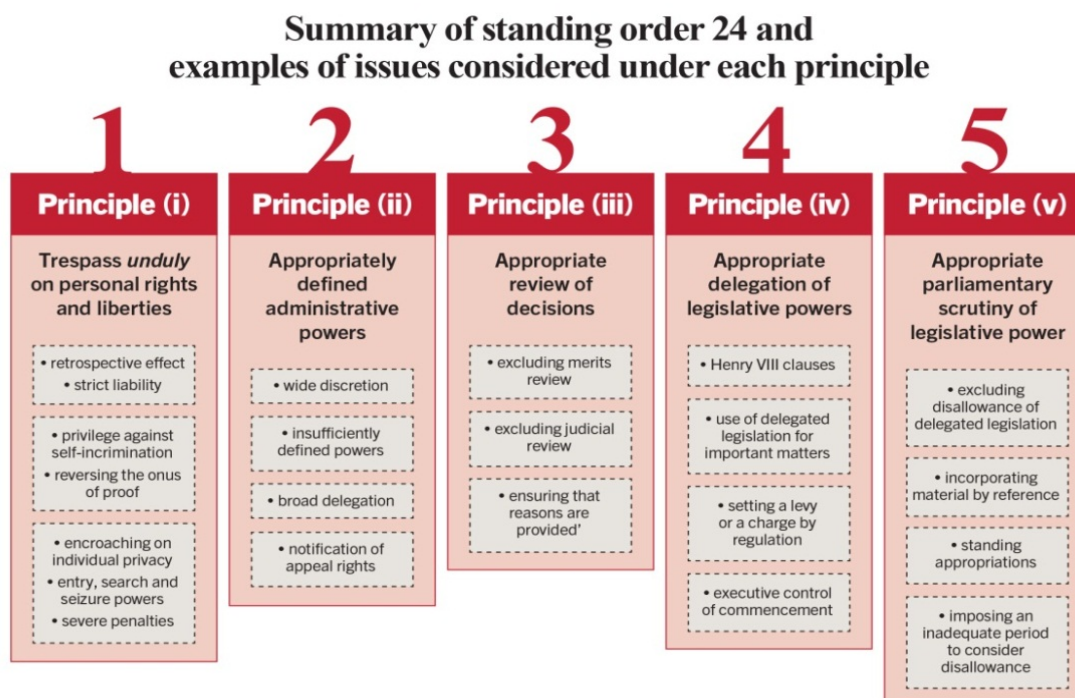 Summary of standing order 24 and
examples of issues considered under each principle
1
Principle (i)
Trespass unduly
on personal rights
and liberties
• retrospective effect
• strict liability
• privilege against
self-incrimination
• reversing the onus
of proof
• encroaching on
individual privacy
• entry, search and
seizure powers
• severe penalties
2
Principle (ii)
Appropriately
defined
administrative
powers
• wide discretion
• insufficiently
defined powers
• broad delegation
• notification of
appeal rights
3
Principle (iii)
Appropriate
review of
decisions
• excluding merits
review
• excluding judicial
review
• ensuring that
reasons are
provided’
4
Principle (iv)
Appropriate
delegation of
legislative powers
• Henry VIII clauses
• use of delegated
legislation for
important matters
• setting a levy
or a charge by
regulation
• executive control
of commencement
5
Principle (v)
Appropriate
parliamentary
scrutiny of
legislative power
• excluding
disallowance of
delegated legislation
• incorporating
material by reference
• standing
appropriations
• imposing an
inadequate period
to consider
disallowance